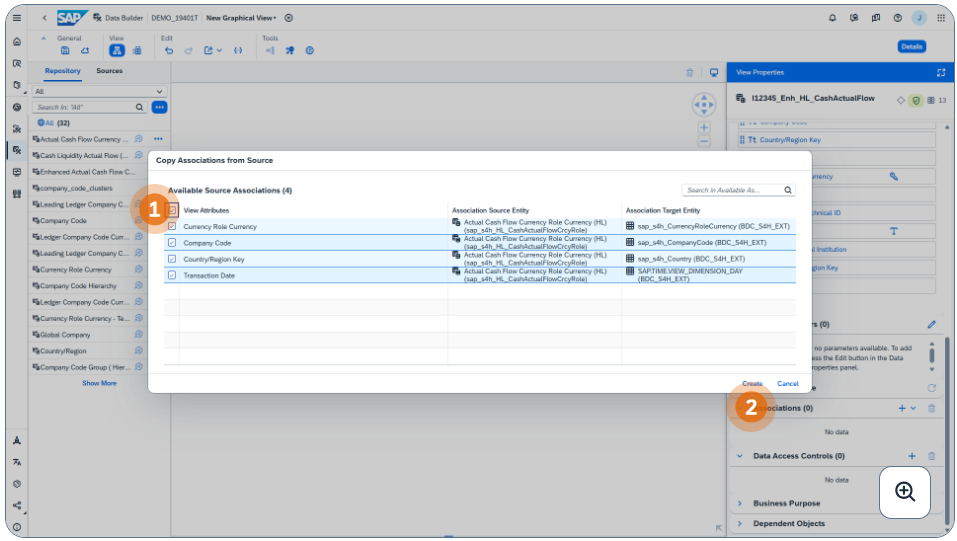 SAP Data Builder DEMO_19401T New Graphical View*
J
General View Edit Tools
Details
Repository Sources
View Properties
All
Search In: "All"
I12345_Enh_HL_CashActualFlow 13
All (32)
Actual Cash Flow Currency ...
Country/Region Key
Cash Liquidity Actual Flow (...
Enhanced Actual Cash Flow C...
company_code_clusters
Leading Ledger Company C...
Company Code
Ledger Company Code Curr...
Leading Ledger Company C...
Currency Role Currency
Company Code Hierarchy
Ledger Company Code Curr...
Currency Role Currency - Te...
Global Company
Country/Region
Company Code Group ( Hier...
Show More
Copy Associations from Source
Available Source Associations (4)
Search in Available As...
1
View Attributes Association Source Entity Association Target Entity
Currency Role Currency Actual Cash Flow Currency Role Currency (HL) (sap_s4h_HL_CashActualFlowCrcyRole) sap_s4h_CurrencyRoleCurrency (BDC_S4H_EXT)
Company Code Actual Cash Flow Currency Role Currency (HL) (sap_s4h_HL_CashActualFlowCrcyRole) sap_s4h_CompanyCode (BDC_S4H_EXT)
Country/Region Key Actual Cash Flow Currency Role Currency (HL) (sap_s4h_HL_CashActualFlowCrcyRole) sap_s4h_Country (BDC_S4H_EXT)
Transaction Date Actual Cash Flow Currency Role Currency (HL) (sap_s4h_HL_CashActualFlowCrcyRole) SAP.TIME.VIEW_DIMENSION_DAY (BDC_S4H_EXT)
Create Cancel
2
urrency
chnical ID
l Institution
gion Key
rs (0)
no parameters available. To add
ess the Edit button in the Data
roperties panel.
Associations (0)
No data
Data Access Controls (0)
No data
Business Purpose
Dependent Objects